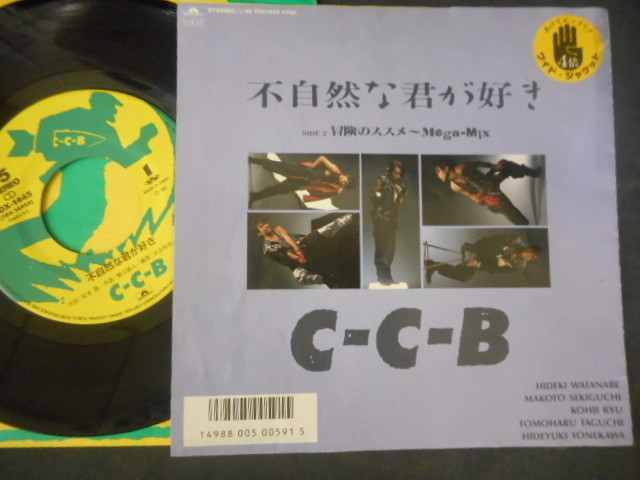 STEREO
不自然な君が好き
SIDE 2 冒険のススメ〜Mega-Mix
4倍
ワイド・ジャケット
C-C-B
HIDEKI WATANABE
MAKOTO SEKIGUCHI
KOHJI RYU
TOMOHARU TAGUCHI
HIDEYUKI YONEKAWA
T4988 005 00591 5
C-C-B
1
不自然な君が好き
C-C-B